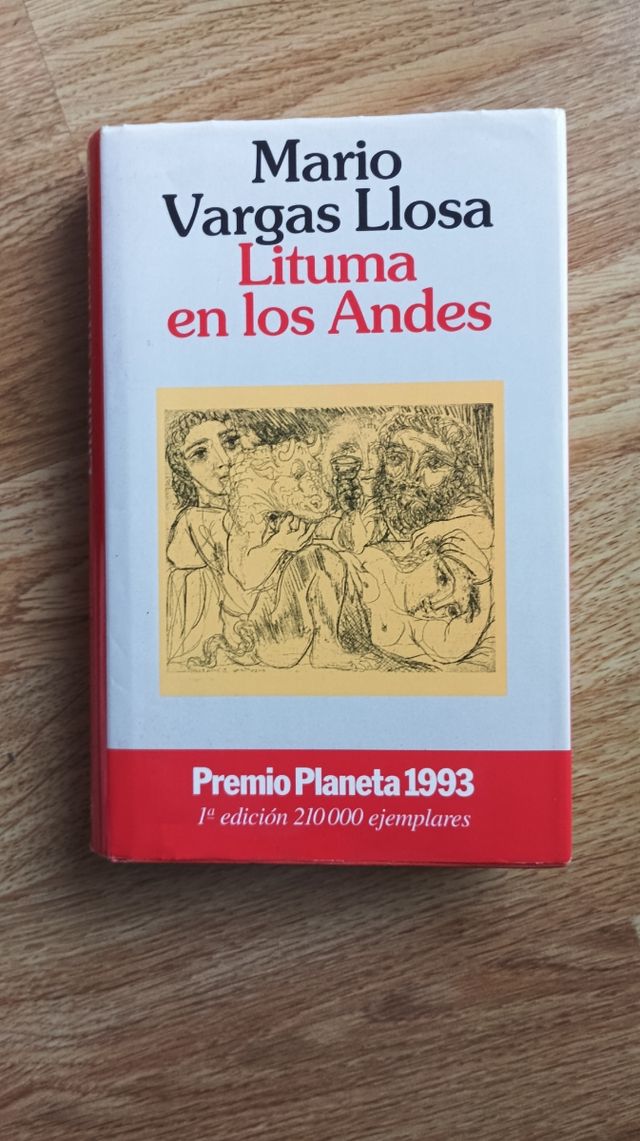 Mario
Vargas Llosa
Lituma
en los Andes
Premio Planeta 1993
1ª edición 210 000 ejemplares